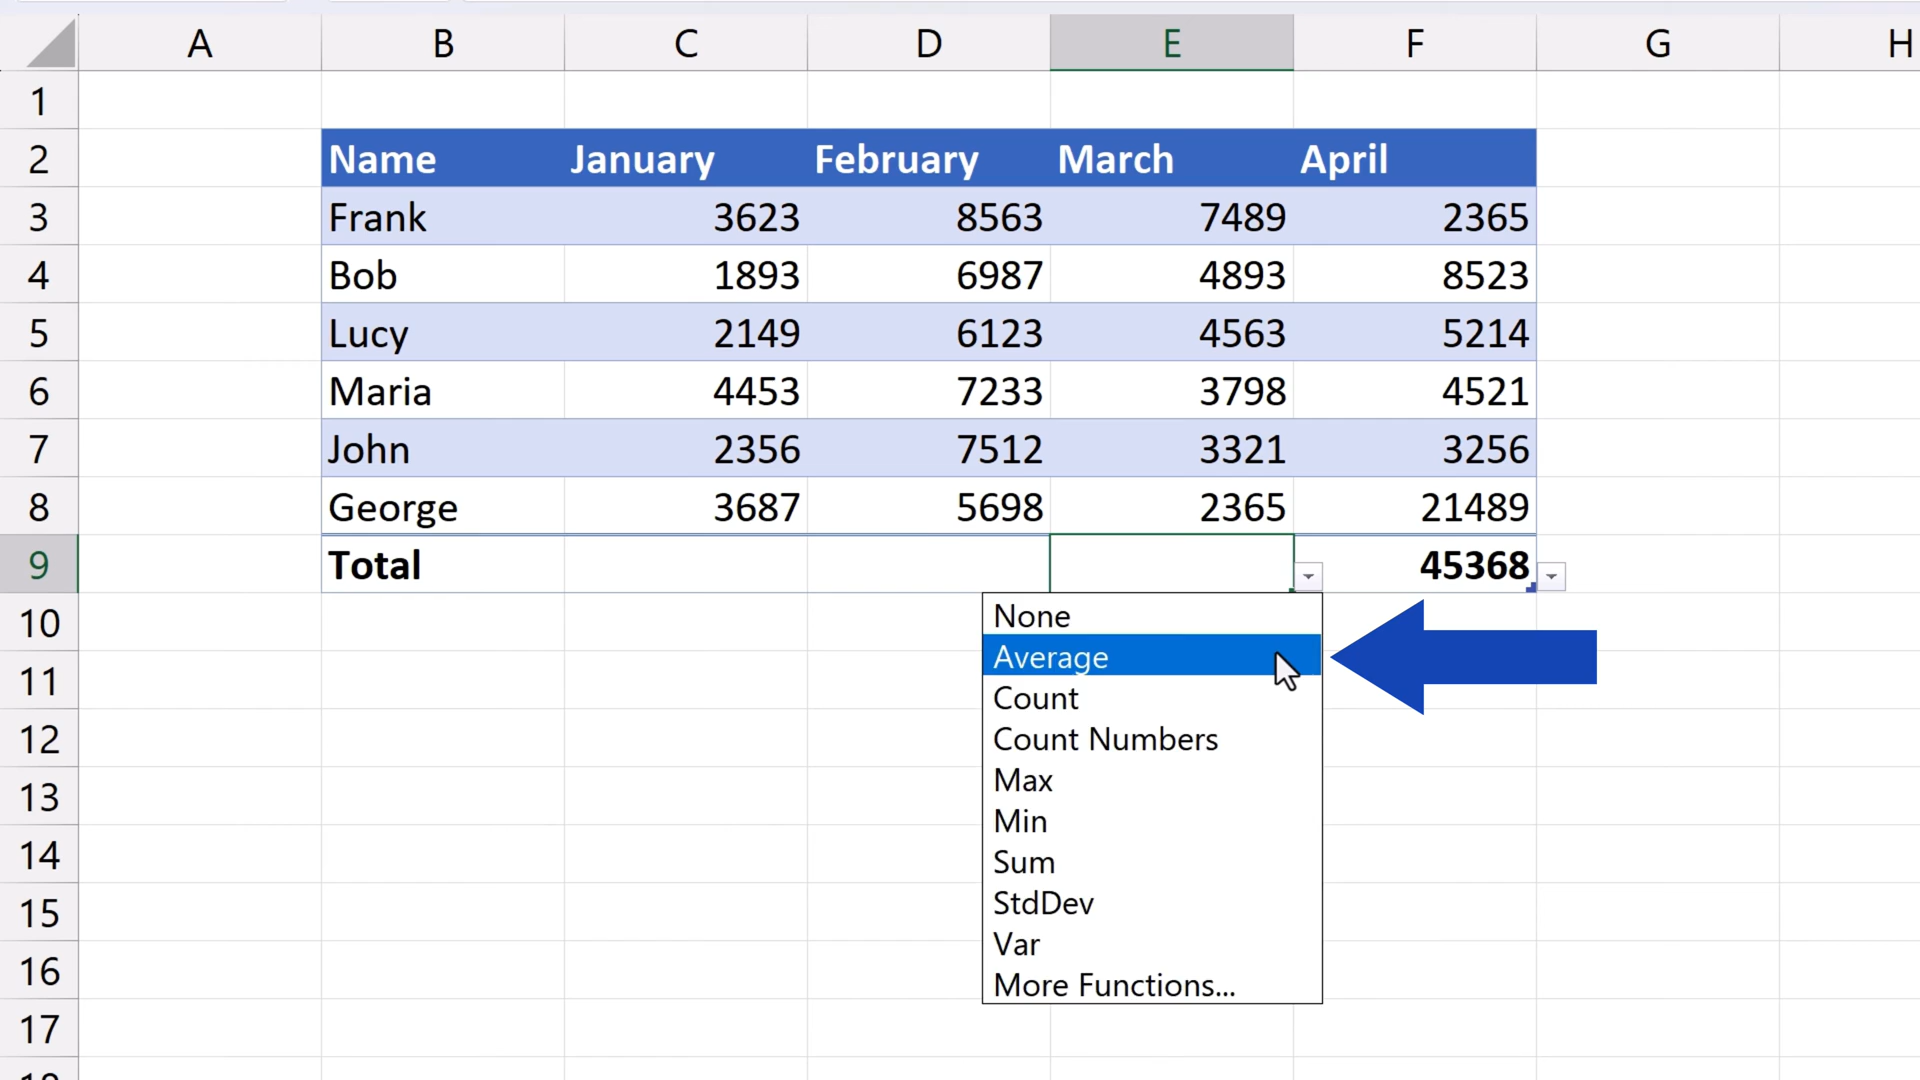 A B C D E F G H
1
2 Name January February March April
3 Frank 3623 8563 7489 2365
4 Bob 1893 6987 4893 8523
5 Lucy 2149 6123 4563 5214
6 Maria 4453 7233 3798 4521
7 John 2356 7512 3321 3256
8 George 3687 5698 2365 21489
9 Total 45368
10 None
Average
11 Count
12 Count Numbers
Max
13 Min
14 Sum
15 StdDev
16 Var
More Functions...
17
18